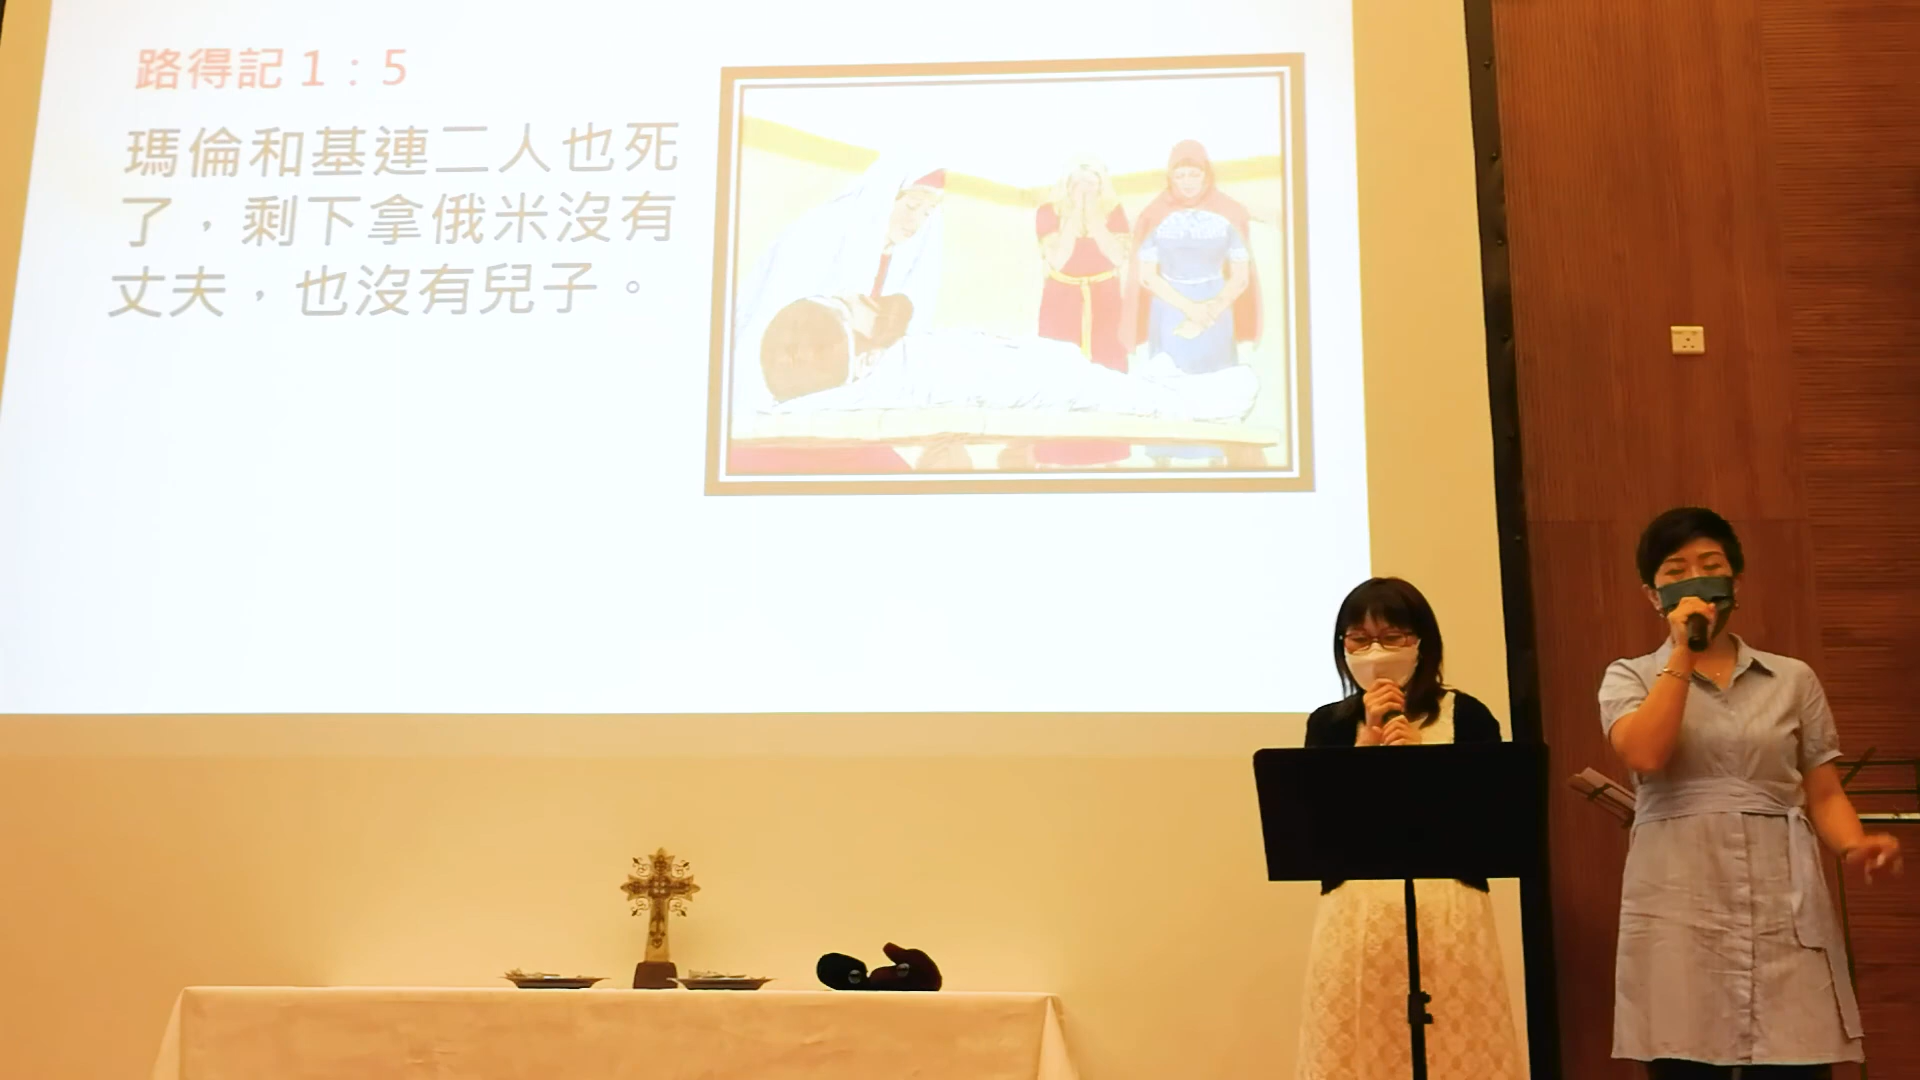 路得記 1：5
瑪倫和基連二人也死
了，剩下拿俄米沒有
丈夫，也沒有兒子。